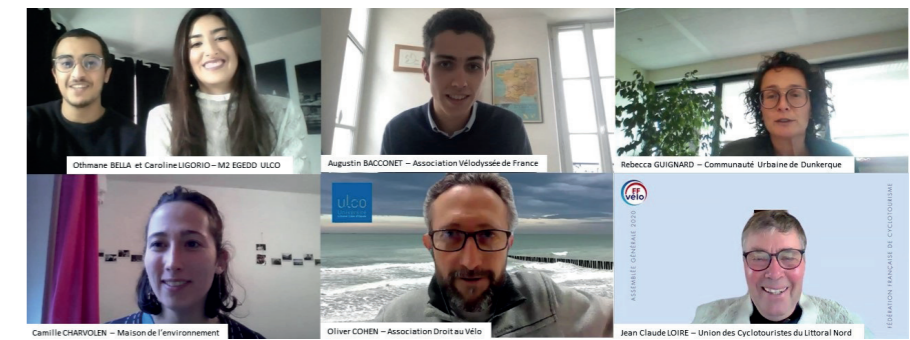 Othmane BELLA et Caroline LIGORIO – M2 EGEDD ULCO
Augustin BACCONET – Association Vélodyssée de France
Rebecca GUIGNARD – Communauté Urbaine de Dunkerque
ulco
FF
vélo
ASSEMBLÉE GÉNÉRALE 2020
FÉDÉRATION FRANÇAISE DE CYCLOTOURISME
Camille CHARVOLEN – Maison de l'environnement
Oliver COHEN – Association Droit au Vélo
Jean Claude LOIRE – Union des Cyclotouristes du Littoral Nord